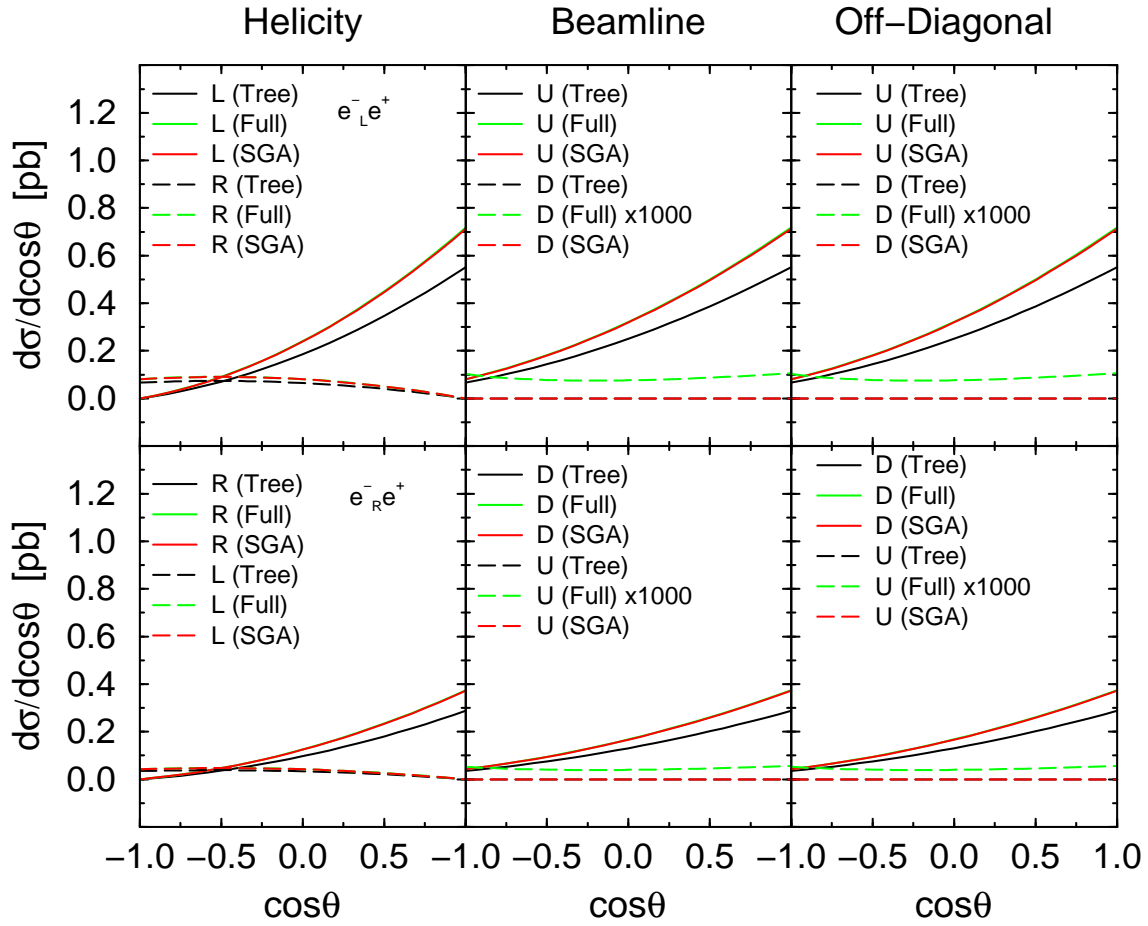 Helicity Beamline Off−Diagonal
dσ/dcosθ [pb]
1.2
1.0
0.8
0.6
0.4
0.2
0.0
L (Tree)
L (Full)
L (SGA)
R (Tree)
R (Full)
R (SGA)
e⁻L e⁺
U (Tree)
U (Full)
U (SGA)
D (Tree)
D (Full) x1000
D (SGA)
U (Tree)
U (Full)
U (SGA)
D (Tree)
D (Full) x1000
D (SGA)
dσ/dcosθ [pb]
1.2
1.0
0.8
0.6
0.4
0.2
0.0
R (Tree)
R (Full)
R (SGA)
L (Tree)
L (Full)
L (SGA)
e⁻R e⁺
D (Tree)
D (Full)
D (SGA)
U (Tree)
U (Full) x1000
U (SGA)
D (Tree)
D (Full)
D (SGA)
U (Tree)
U (Full) x1000
U (SGA)
−1.0 −0.5 0.0 0.5 −1.0 −0.5 0.0 0.5 −1.0 −0.5 0.0 0.5 1.0
cosθ cosθ cosθ